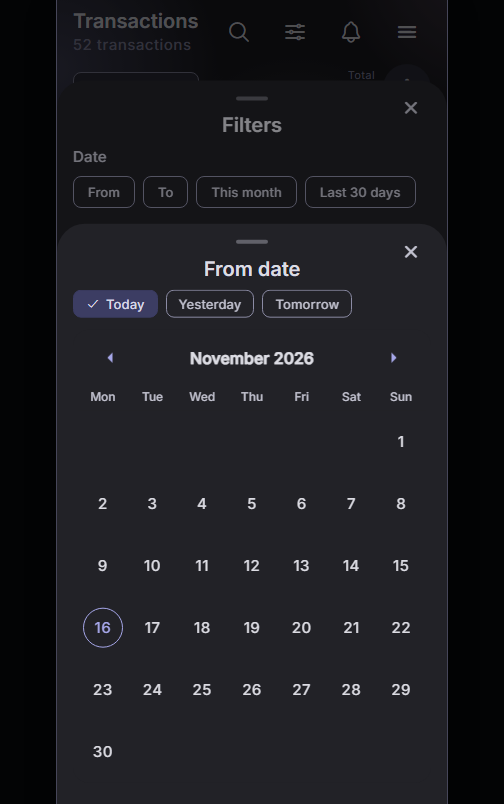 Transactions
52 transactions
Total
Filters
Date
From To This month Last 30 days
From date
Today Yesterday Tomorrow
November 2026
Mon Tue Wed Thu Fri Sat Sun
1
2 3 4 5 6 7 8
9 10 11 12 13 14 15
16 17 18 19 20 21 22
23 24 25 26 27 28 29
30